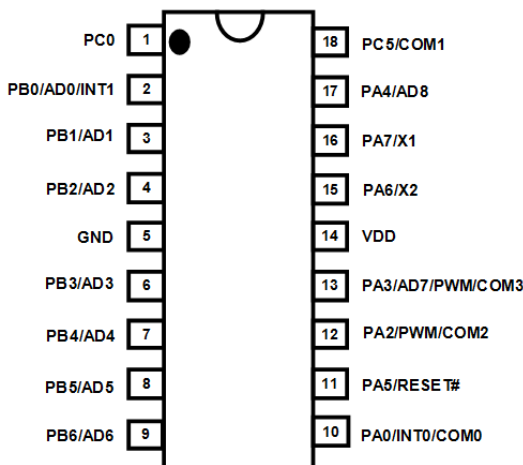 PC0 1 18 PC5/COM1
PB0/AD0/INT1 2 17 PA4/AD8
PB1/AD1 3 16 PA7/X1
PB2/AD2 4 15 PA6/X2
GND 5 14 VDD
PB3/AD3 6 13 PA3/AD7/PWM/COM3
PB4/AD4 7 12 PA2/PWM/COM2
PB5/AD5 8 11 PA5/RESET#
PB6/AD6 9 10 PA0/INT0/COM0